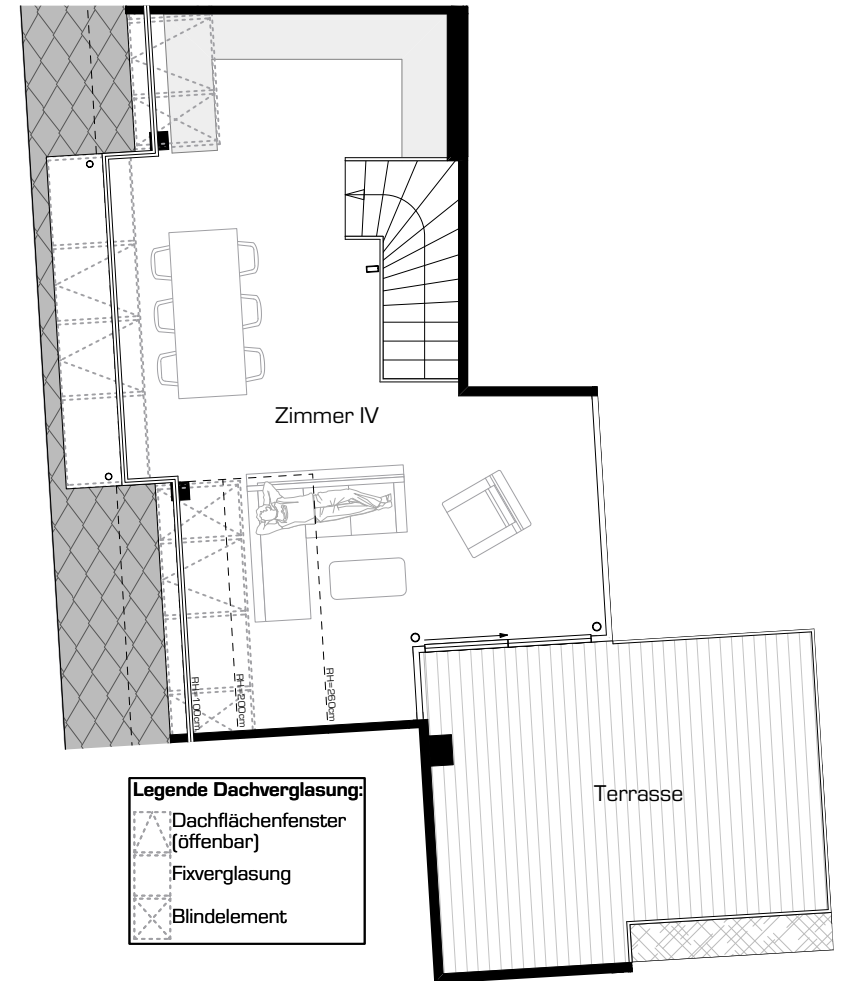 Zimmer IV
RH=100cm
RH=200cm
RH=260cm
Terrasse
Legende Dachverglasung:
Dachflächenfenster
(öffenbar)
Fixverglasung
Blindelement